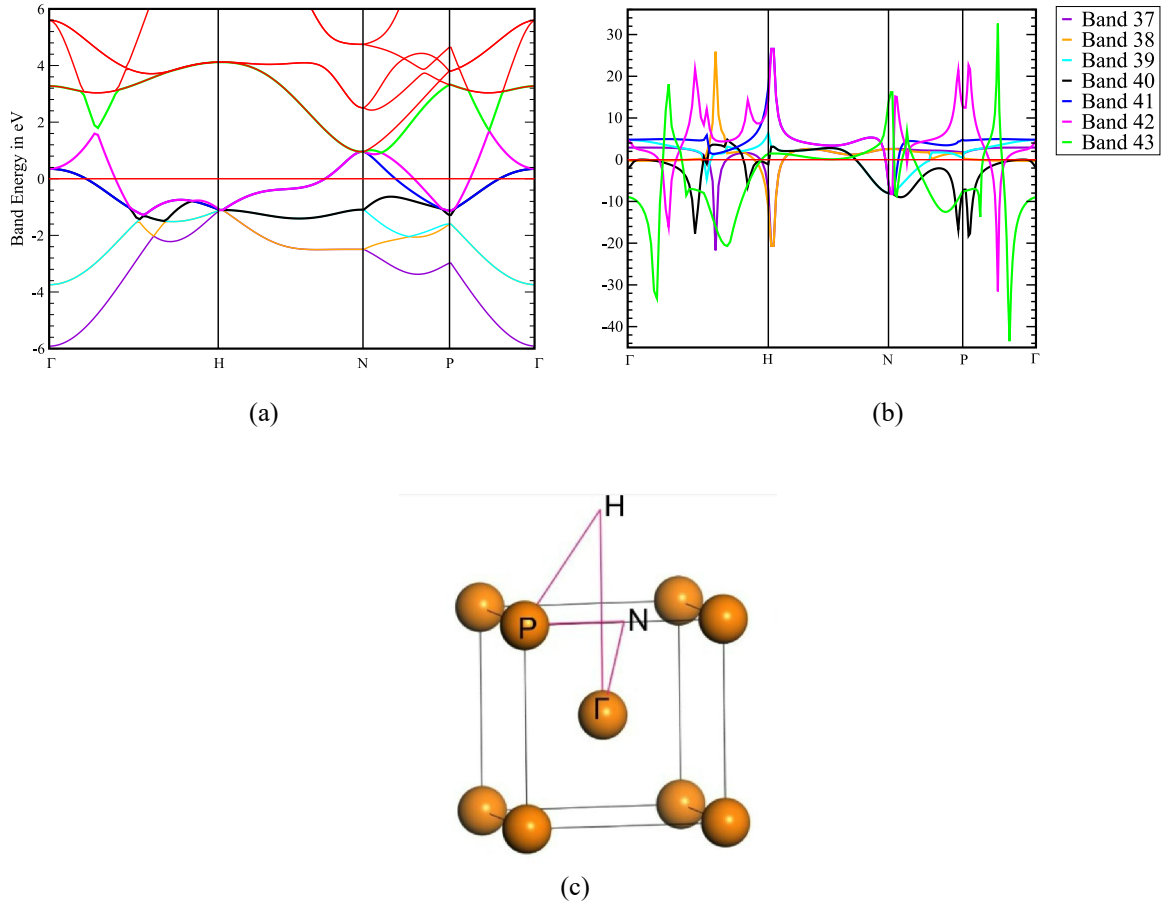 Band Energy in eV
6
4
2
0
-2
-4
-6
Γ H N P Γ
(a)
30
20
10
0
-10
-20
-30
-40
Γ H N P Γ
(b)
Band 37
Band 38
Band 39
Band 40
Band 41
Band 42
Band 43
H
P N
Γ
(c)